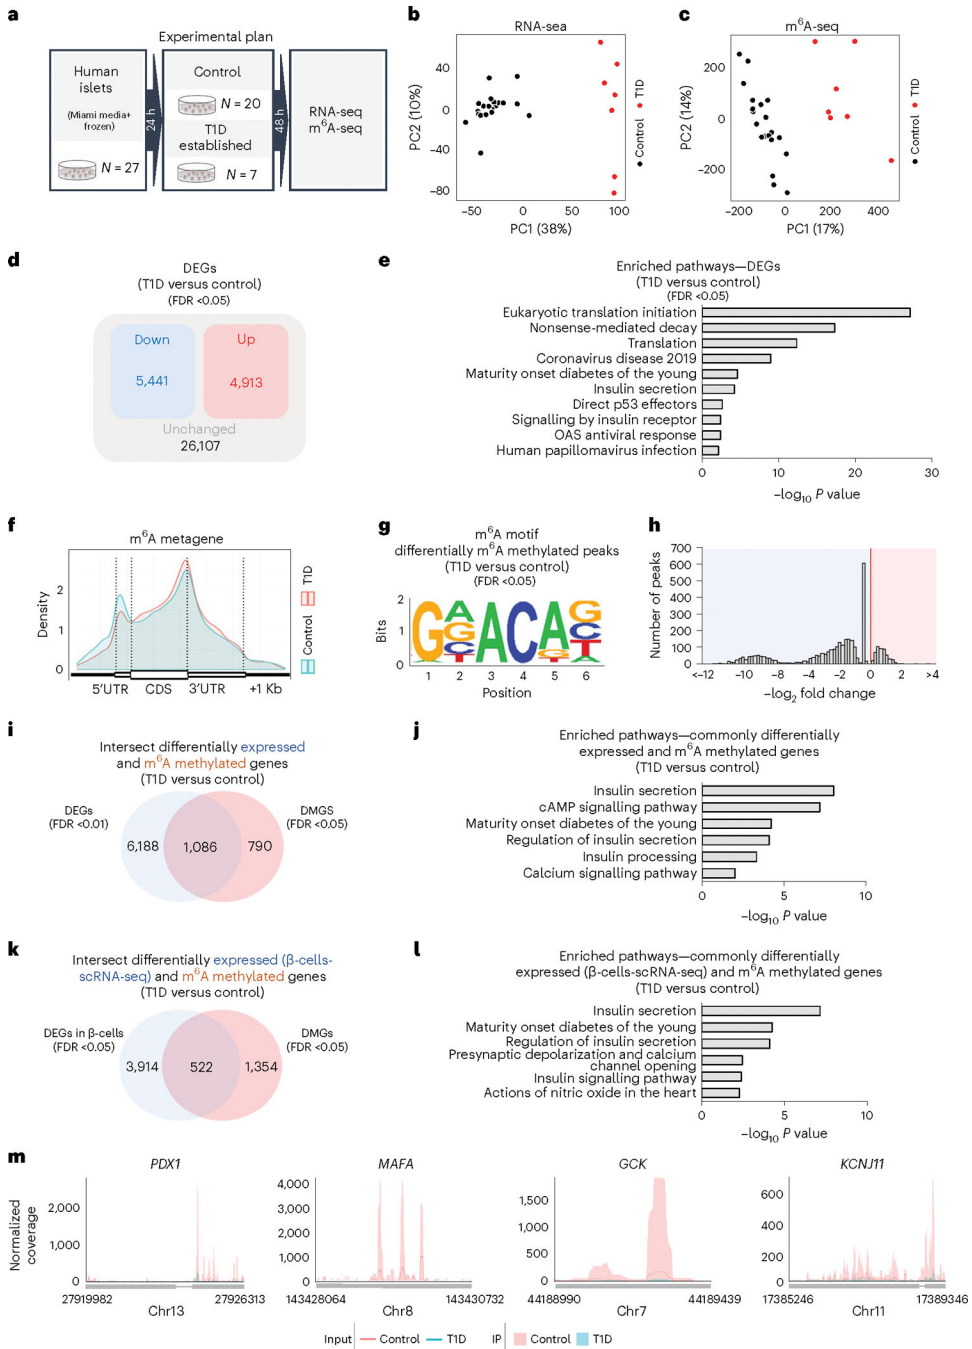 a
Experimental plan
Human
islets
(Miami media+
frozen)
N = 27
24 h
Control
N = 20
T1D
established
N = 7
48 h
RNA-seq
m6A-seq
b
RNA-sea
PC2 (10%)
40
0
–40
–80
–50
0
50
100
PC1 (38%)
Control
T1D
c
m6A-seq
PC2 (14%)
200
0
–200
–200
0
200
400
PC1 (17%)
Control
T1D
d
DEGs
(T1D versus control)
(FDR <0.05)
Down
5,441
Up
4,913
Unchanged
26,107
e
Enriched pathways—DEGs
(T1D versus control)
(FDR <0.05)
Eukaryotic translation initiation
Nonsense-mediated decay
Translation
Coronavirus disease 2019
Maturity onset diabetes of the young
Insulin secretion
Direct p53 effectors
Signalling by insulin receptor
OAS antiviral response
Human papillomavirus infection
0
10
20
30
–log10 P value
f
m6A metagene
Density
2
1
0
5′UTR
CDS
3′UTR
+1 Kb
Control
T1D
g
m6A motif
differentially m6A methylated peaks
(T1D versus control)
(FDR <0.05)
Bits
2
1
0
1 2 3 4 5 6
Position
h
Number of peaks
700
600
500
400
300
200
100
0
<–12
–10
–8
–6
–4
–2
0
2
>4
–log2 fold change
i
Intersect differentially expressed
and m6A methylated genes
(T1D versus control)
DEGs
(FDR <0.01)
DMGS
(FDR <0.05)
6,188
1,086
790
j
Enriched pathways—commonly differentially
expressed and m6A methylated genes
(T1D versus control)
Insulin secretion
cAMP signalling pathway
Maturity onset diabetes of the young
Regulation of insulin secretion
Insulin processing
Calcium signalling pathway
0
5
10
–log10 P value
k
Intersect differentially expressed (β-cells-
scRNA-seq) and m6A methylated genes
(T1D versus control)
DEGs in β-cells
(FDR <0.05)
DMGs
(FDR <0.05)
3,914
522
1,354
l
Enriched pathways—commonly differentially
expressed (β-cells-scRNA-seq) and m6A methylated genes
(T1D versus control)
Insulin secretion
Maturity onset diabetes of the young
Regulation of insulin secretion
Presynaptic depolarization and calcium
channel opening
Insulin signalling pathway
Actions of nitric oxide in the heart
0
5
10
–log10 P value
m
Normalized
coverage
PDX1
2,000
1,000
0
27919982
27926313
Chr13
MAFA
4,000
3,000
2,000
1,000
0
143428064
143430732
Chr8
GCK
1,500
1,000
500
0
44188990
44189439
Chr7
KCNJ11
600
400
200
0
17385246
17389346
Chr11
Input
Control
T1D
IP
Control
T1D